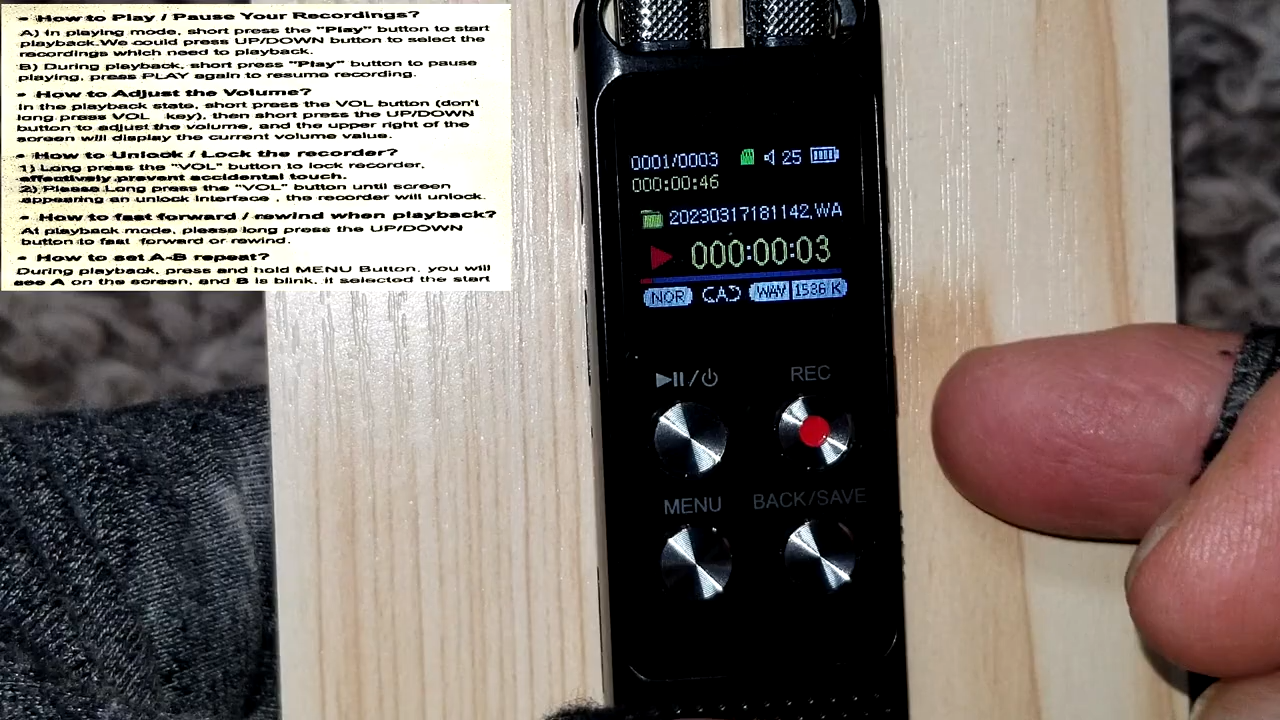 • How to Play / Pause Your Recordings?
A) In playing mode, short press the "Play" button to start
playback.We could press UP/DOWN button to select the
recordings which need to playback.
B) During playback, short press "Play" button to pause
playing, press PLAY again to resume recording.
• How to Adjust the Volume?
In the playback state, short press the VOL button (don't
long press VOL key), then short press the UP/DOWN
button to adjust the volume, and the upper right of the
screen will display the current volume value.
• How to Unlock / Lock the recorder?
1) Long press the "VOL" button to lock recorder,
effectively prevent accidental touch.
2) Please Long press the "VOL" button until screen
appearing an unlock interface , the recorder will unlock.
• How to fast forward / rewind when playback?
At playback mode, please long press the UP/DOWN
button to fast forward or rewind.
• How to set A-B repeat?
During playback, press and hold MENU Button, you will
see A on the screen, and B is blink, it selected the start
0001/0003 25
000:00:46
20230317181142,WA
000:00:03
NOR A WAV 1536 K
REC
MENU BACK/SAVE